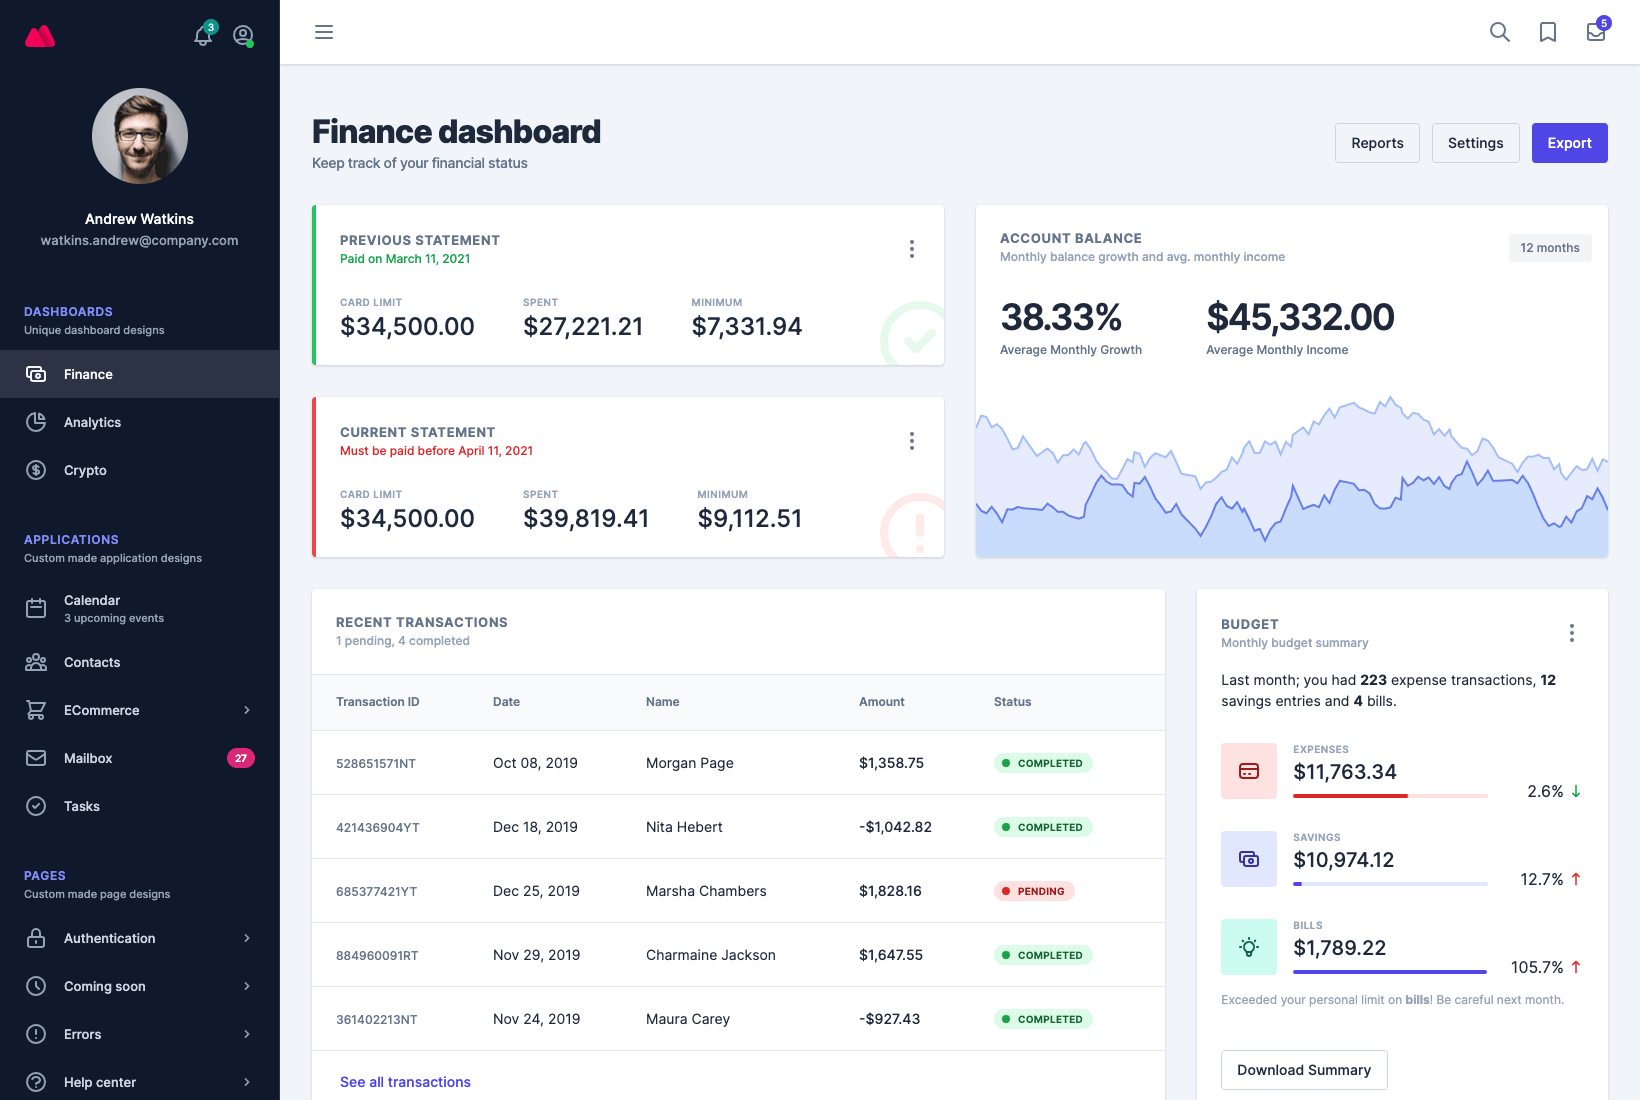 3
Andrew Watkins
watkins.andrew@company.com
DASHBOARDS
Unique dashboard designs
Finance
Analytics
Crypto
APPLICATIONS
Custom made application designs
Calendar
3 upcoming events
Contacts
ECommerce
Mailbox
27
Tasks
PAGES
Custom made page designs
Authentication
Coming soon
Errors
Help center
5
Finance dashboard
Keep track of your financial status
Reports
Settings
Export
PREVIOUS STATEMENT
Paid on March 11, 2021
CARD LIMIT SPENT MINIMUM
$34,500.00 $27,221.21 $7,331.94
CURRENT STATEMENT
Must be paid before April 11, 2021
CARD LIMIT SPENT MINIMUM
$34,500.00 $39,819.41 $9,112.51
ACCOUNT BALANCE
Monthly balance growth and avg. monthly income
12 months
38.33% $45,332.00
Average Monthly Growth Average Monthly Income
RECENT TRANSACTIONS
1 pending, 4 completed
Transaction ID Date Name Amount Status
528651571NT Oct 08, 2019 Morgan Page $1,358.75 COMPLETED
421436904YT Dec 18, 2019 Nita Hebert -$1,042.82 COMPLETED
685377421YT Dec 25, 2019 Marsha Chambers $1,828.16 PENDING
884960091RT Nov 29, 2019 Charmaine Jackson $1,647.55 COMPLETED
361402213NT Nov 24, 2019 Maura Carey -$927.43 COMPLETED
See all transactions
BUDGET
Monthly budget summary
Last month; you had 223 expense transactions, 12
savings entries and 4 bills.
EXPENSES
$11,763.34
2.6%
SAVINGS
$10,974.12
12.7%
BILLS
$1,789.22
105.7%
Exceeded your personal limit on bills! Be careful next month.
Download Summary